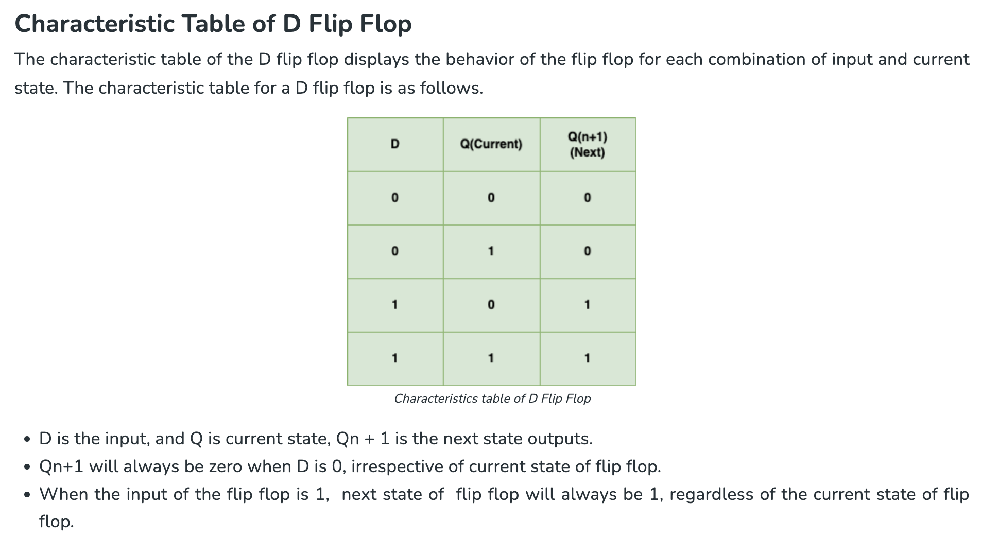 Characteristic Table of D Flip Flop
The characteristic table of the D flip flop displays the behavior of the flip flop for each combination of input and current
state. The characteristic table for a D flip flop is as follows.
D Q(Current) Q(n+1)
(Next)
0 0 0
0 1 0
1 0 1
1 1 1
Characteristics table of D Flip Flop
• D is the input, and Q is current state, Qn + 1 is the next state outputs.
• Qn+1 will always be zero when D is 0, irrespective of current state of flip flop.
• When the input of the flip flop is 1, next state of flip flop will always be 1, regardless of the current state of flip
flop.